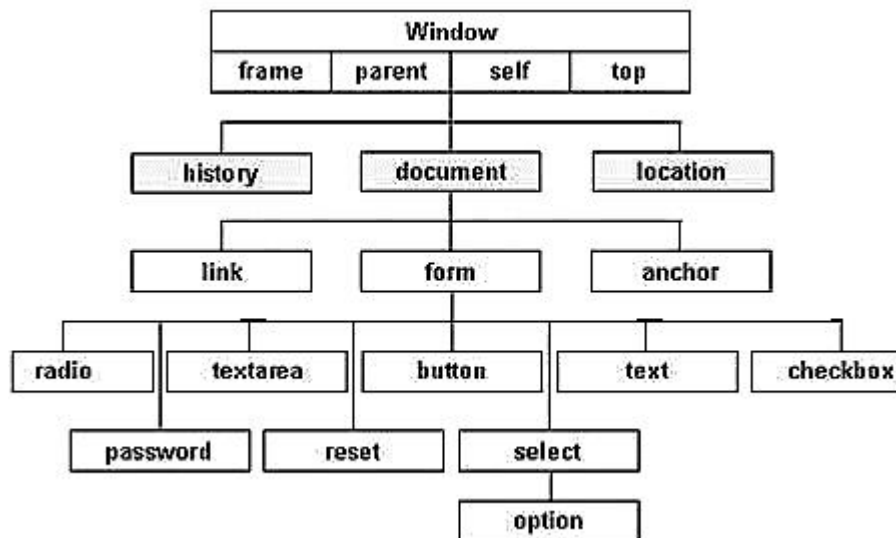 Window
frame parent self top
history document location
link form anchor
radio textarea button text checkbox
password reset select
option